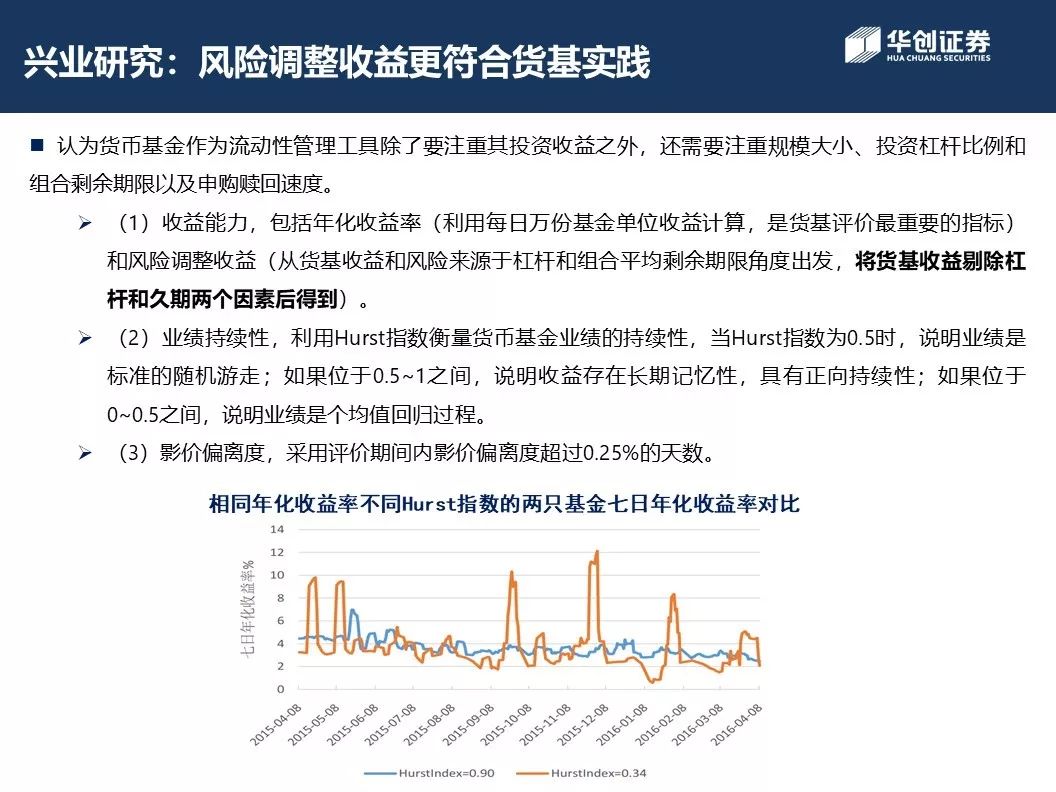 兴业研究：风险调整收益更符合货基实践
华创证券
HUA CHUANG SECURITIES
■ 认为货币基金作为流动性管理工具除了要注重其投资收益之外，还需要注重规模大小、投资杠杆比例和
组合剩余期限以及申购赎回速度。
➢ （1）收益能力，包括年化收益率（利用每日万份基金单位收益计算，是货基评价最重要的指标）
和风险调整收益（从货基收益和风险来源于杠杆和组合平均剩余期限角度出发，将货基收益剔除杠
杆和久期两个因素后得到）。
➢ （2）业绩持续性，利用Hurst指数衡量货币基金业绩的持续性，当Hurst指数为0.5时，说明业绩是
标准的随机游走；如果位于0.5~1之间，说明收益存在长期记忆性，具有正向持续性；如果位于
0~0.5之间，说明业绩是个均值回归过程。
➢ （3）影价偏离度，采用评价期间内影价偏离度超过0.25%的天数。
相同年化收益率不同Hurst指数的两只基金七日年化收益率对比
七日年化收益率%
14
12
10
8
6
4
2
0
2015-04-08
2015-05-08
2015-06-08
2015-07-08
2015-08-08
2015-09-08
2015-10-08
2015-11-08
2015-12-08
2016-01-08
2016-02-08
2016-03-08
2016-04-08
HurstIndex=0.90
HurstIndex=0.34